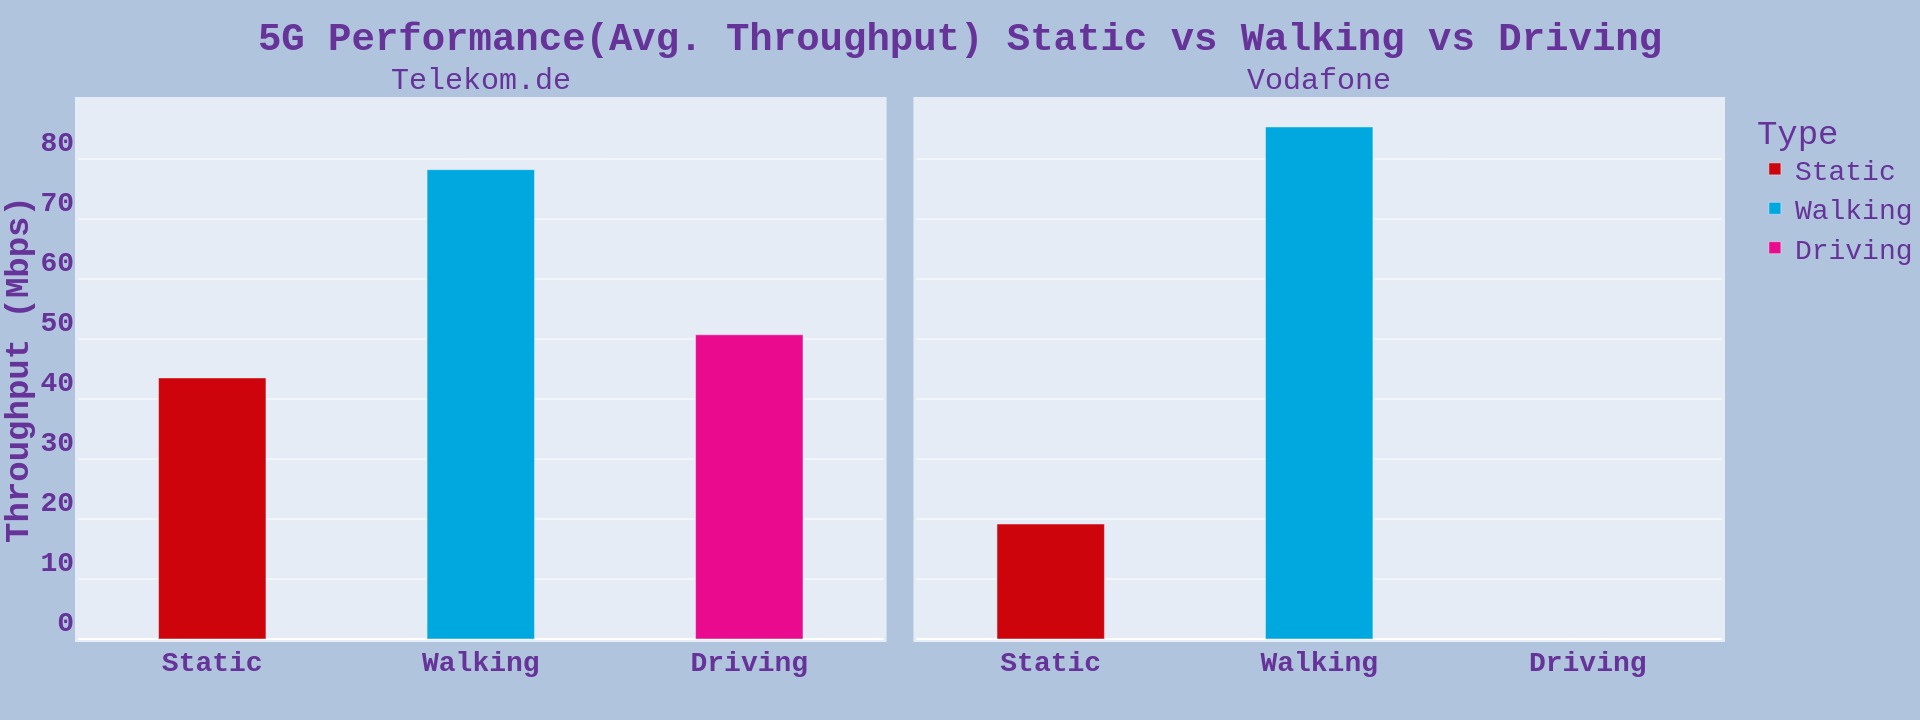 5G Performance(Avg. Throughput) Static vs Walking vs Driving
Telekom.de
Vodafone
Throughput (Mbps)
80
70
60
50
40
30
20
10
0
Static Walking Driving
Static Walking Driving
Type
Static
Walking
Driving